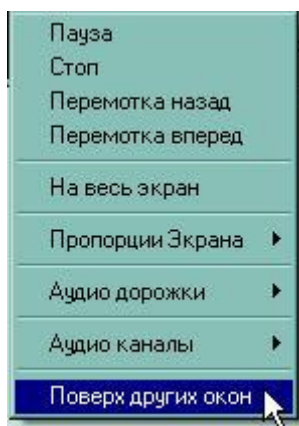 Пауза
Стоп
Перемотка назад
Перемотка вперед
На весь экран
Пропорции Экрана
Аудио дорожки
Аудио каналы
Поверх других окон